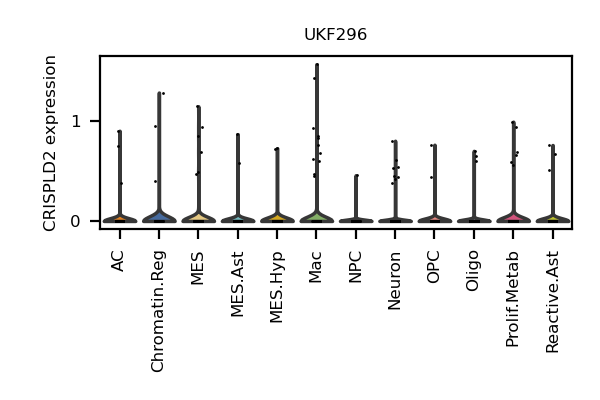 UKF296
CRISPLD2 expression
1
0
AC
Chromatin.Reg
MES
MES.Ast
MES.Hyp
Mac
NPC
Neuron
OPC
Oligo
Prolif.Metab
Reactive.Ast